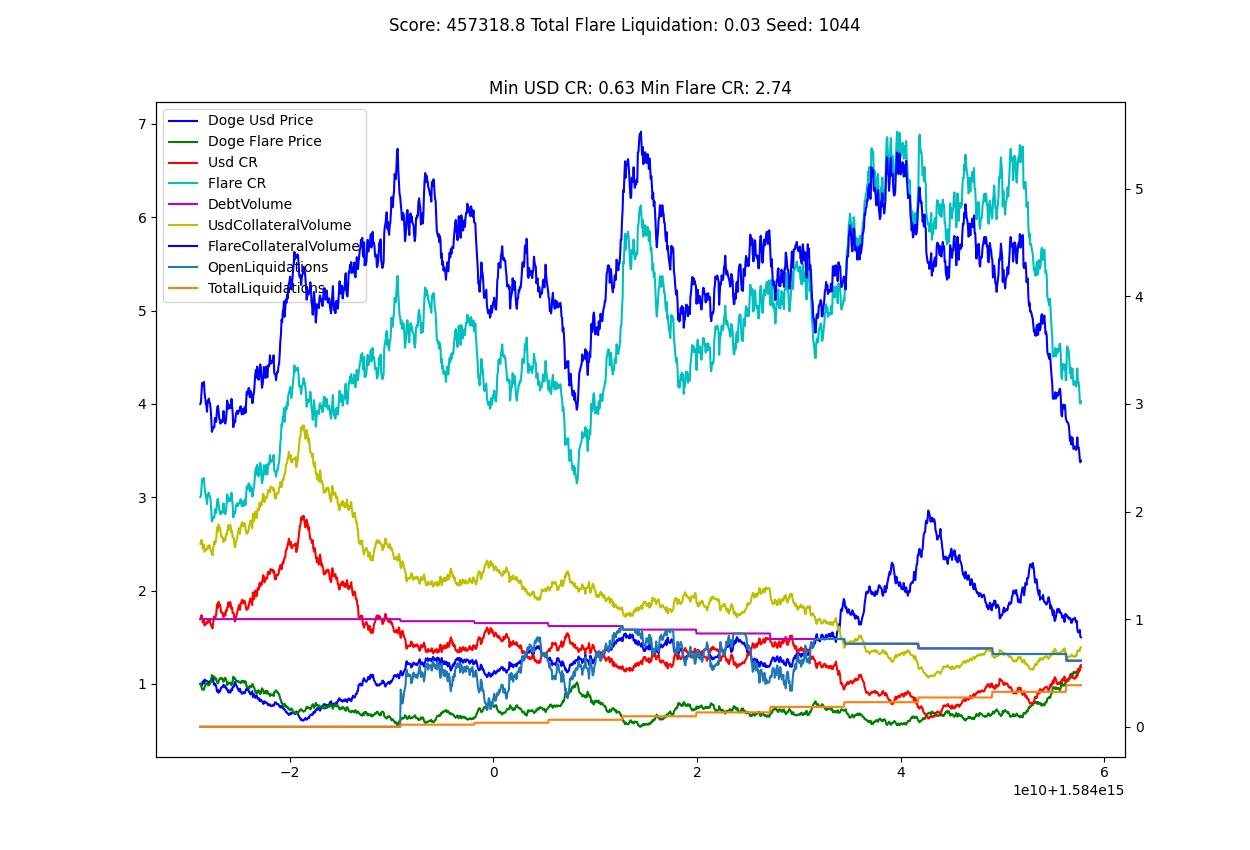 Score: 457318.8 Total Flare Liquidation: 0.03 Seed: 1044
Min USD CR: 0.63 Min Flare CR: 2.74
Doge Usd Price
Doge Flare Price
Usd CR
Flare CR
DebtVolume
UsdCollateralVolume
FlareCollateralVolume
OpenLiquidations
TotalLiquidations
7
6
5
4
3
2
1
5
4
3
2
1
0
−2
0
2
4
6
1e10+1.584e15